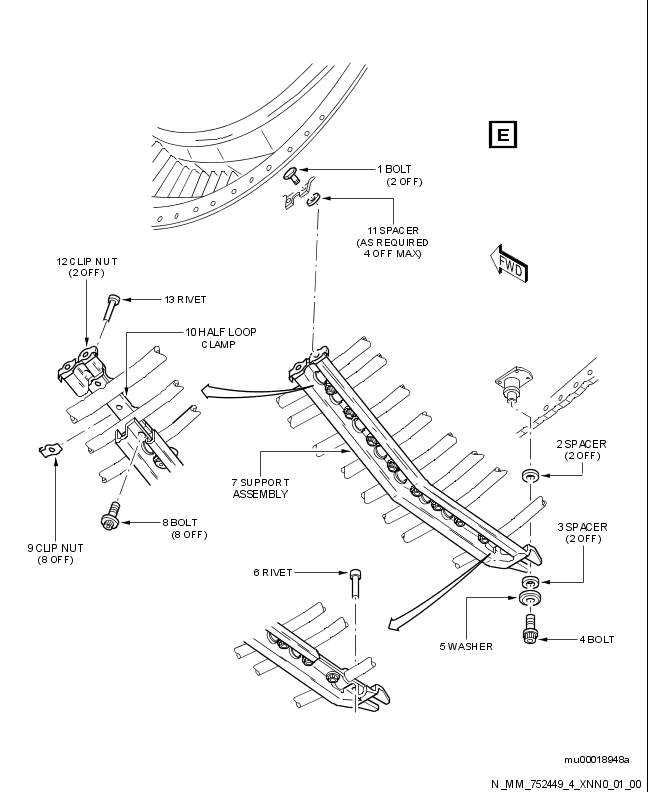 E
1 BOLT
(2 OFF)
11 SPACER
(AS REQUIRED
4 OFF MAX)
FWD
12 CLIP NUT
(2 OFF)
13 RIVET
10 HALF LOOP
CLAMP
2 SPACER
(2 OFF)
7 SUPPORT
ASSEMBLY
8 BOLT
(8 OFF)
9 CLIP NUT
(8 OFF)
3 SPACER
(2 OFF)
6 RIVET
5 WASHER
4 BOLT
mu00018948a
N_MM_752449_4_XNN0_01_00